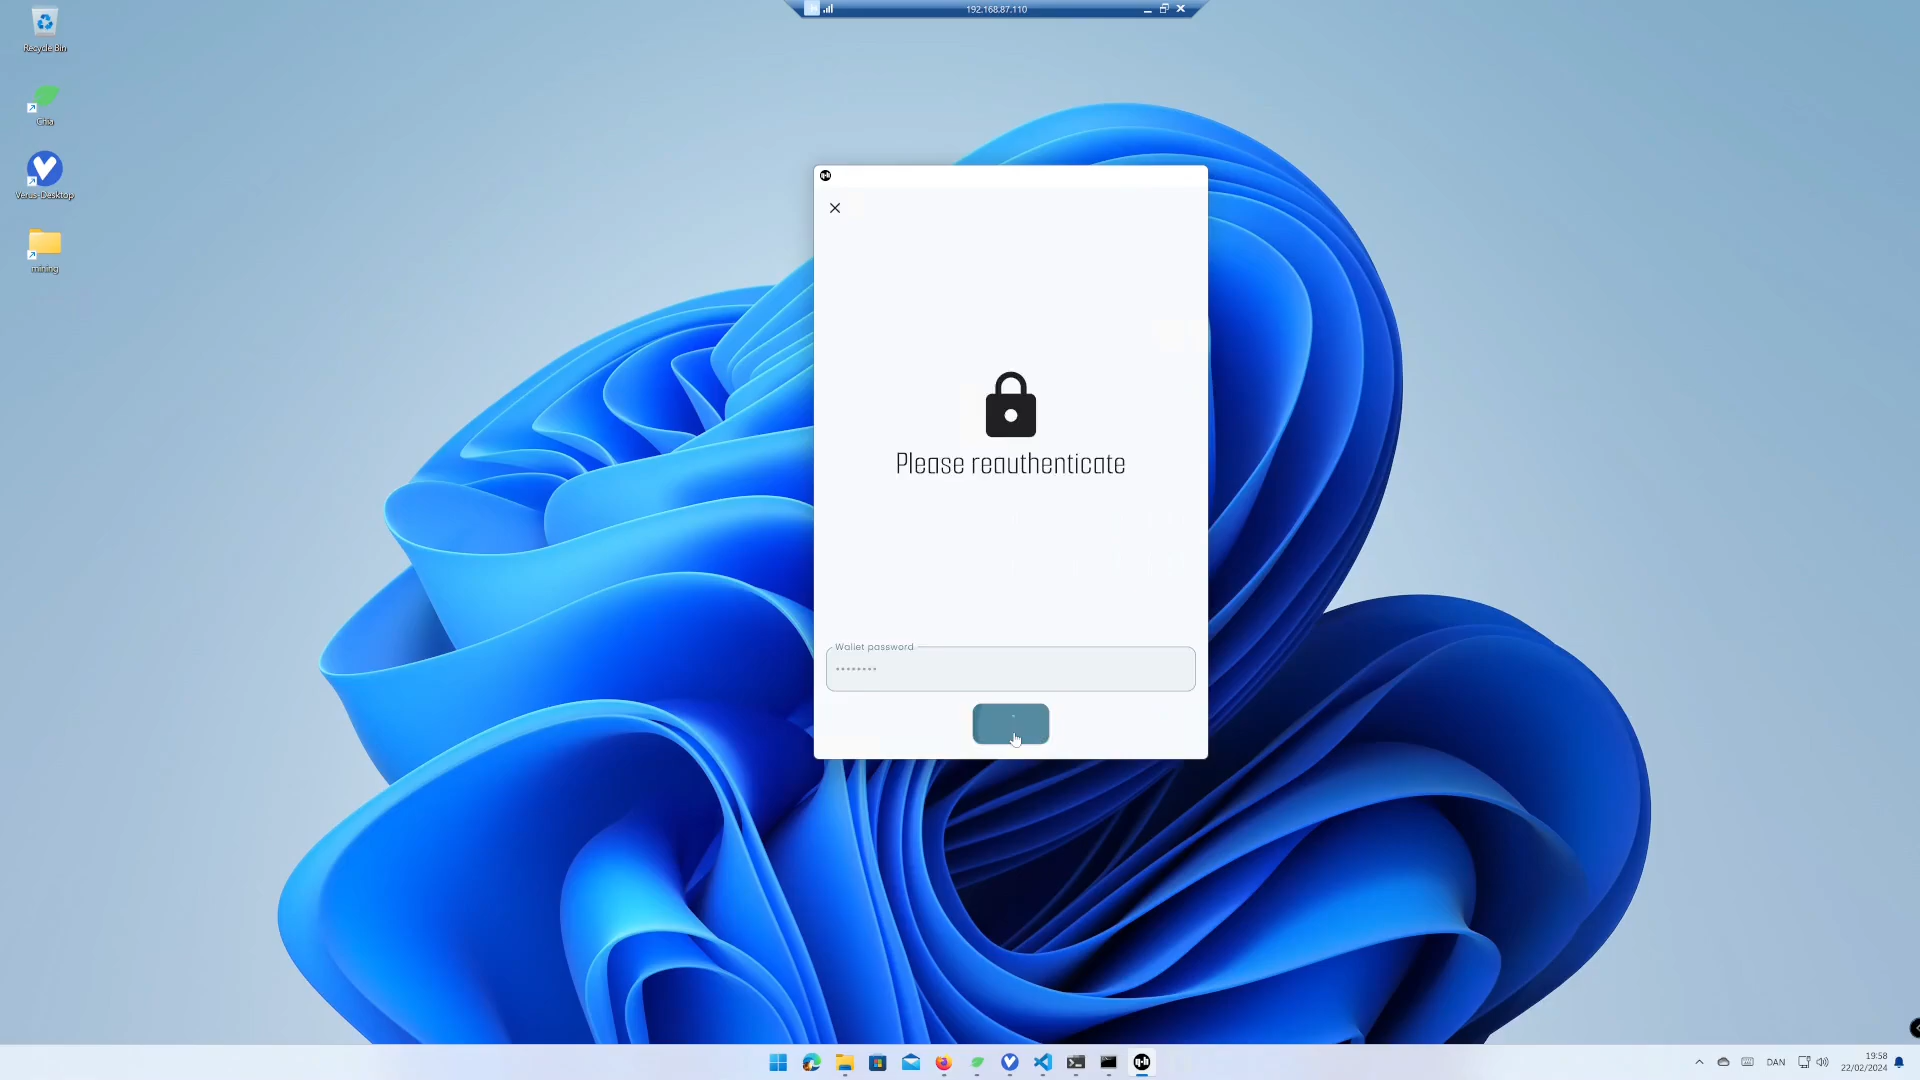 192.168.87.110
Recycle Bin
Chia
Verus-Desktop
mining
Please reauthenticate
Wallet password
DAN
19:58
22/02/2024